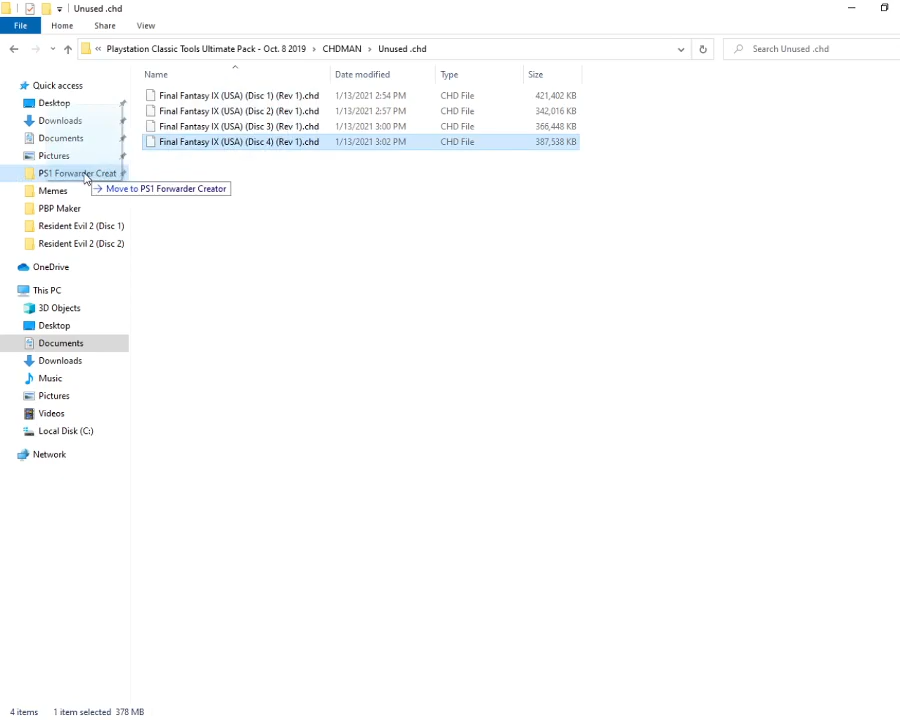 Unused .chd
File Home Share View
« Playstation Classic Tools Ultimate Pack - Oct. 8 2019 › CHDMAN › Unused .chd
Search Unused .chd
Name Date modified Type Size
Quick access
Desktop
Downloads
Documents
Pictures
PS1 Forwarder Creat
Memes
PBP Maker
Resident Evil 2 (Disc 1)
Resident Evil 2 (Disc 2)
OneDrive
This PC
3D Objects
Desktop
Documents
Downloads
Music
Pictures
Videos
Local Disk (C:)
Network
Final Fantasy IX (USA) (Disc 1) (Rev 1).chd 1/13/2021 2:54 PM CHD File 421,402 KB
Final Fantasy IX (USA) (Disc 2) (Rev 1).chd 1/13/2021 2:57 PM CHD File 342,016 KB
Final Fantasy IX (USA) (Disc 3) (Rev 1).chd 1/13/2021 3:00 PM CHD File 366,448 KB
Final Fantasy IX (USA) (Disc 4) (Rev 1).chd 1/13/2021 3:02 PM CHD File 387,538 KB
→ Move to PS1 Forwarder Creator
4 items 1 item selected 378 MB